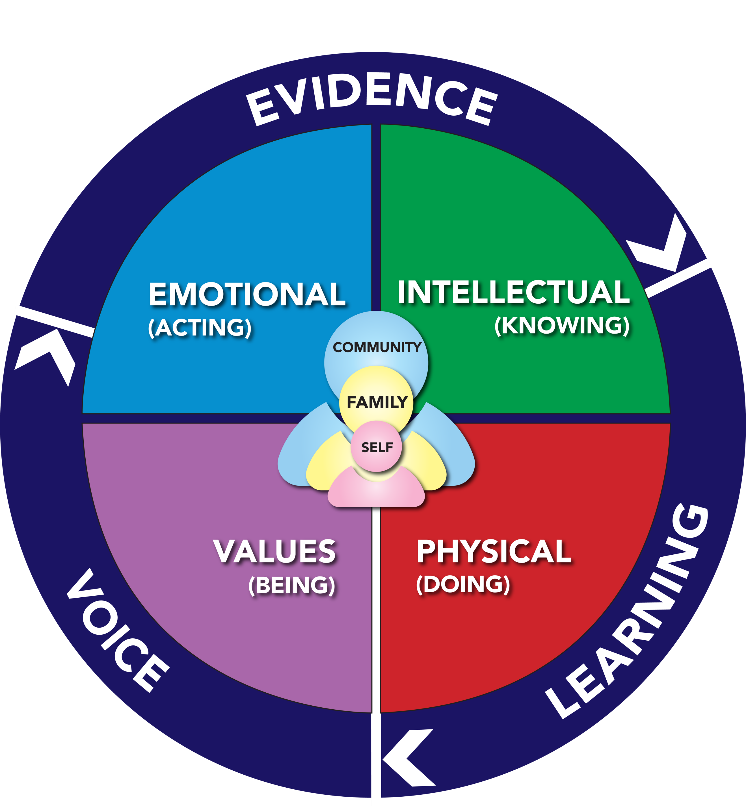 EVIDENCE
EMOTIONAL
(ACTING)
INTELLECTUAL
(KNOWING)
COMMUNITY
FAMILY
SELF
VALUES
(BEING)
PHYSICAL
(DOING)
VOICE
LEARNING